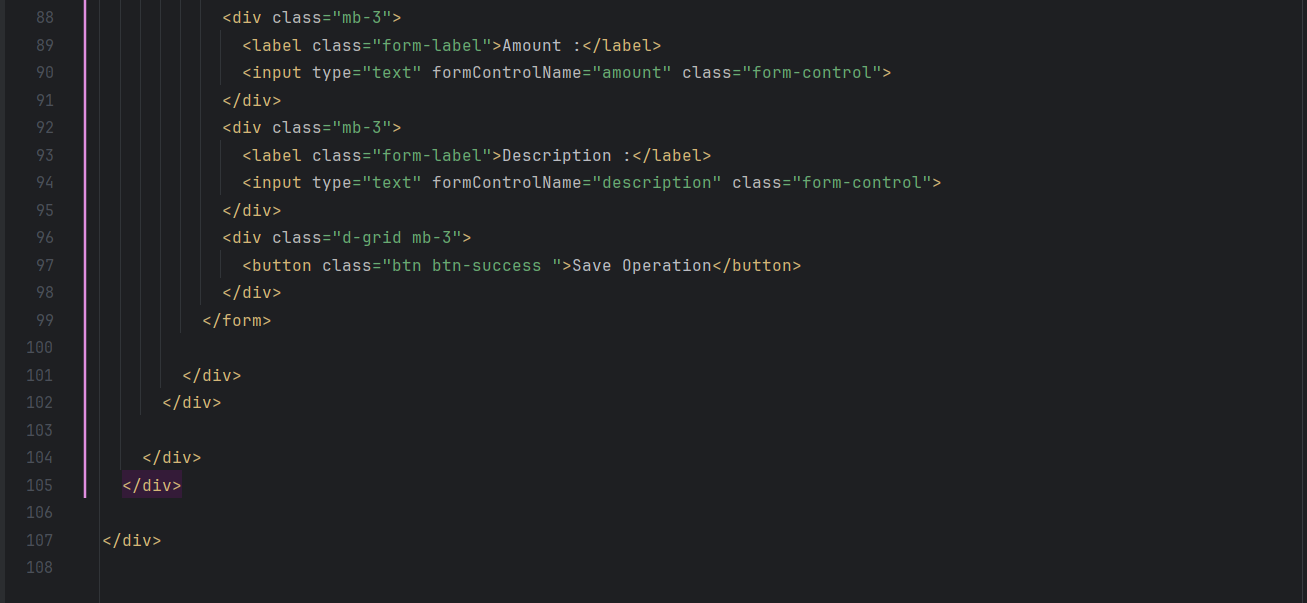 88 <div class="mb-3">
89 <label class="form-label">Amount :</label>
90 <input type="text" formControlName="amount" class="form-control">
91 </div>
92 <div class="mb-3">
93 <label class="form-label">Description :</label>
94 <input type="text" formControlName="description" class="form-control">
95 </div>
96 <div class="d-grid mb-3">
97 <button class="btn btn-success ">Save Operation</button>
98 </div>
99 </form>
100
101 </div>
102 </div>
103
104 </div>
105 </div>
106
107 </div>
108